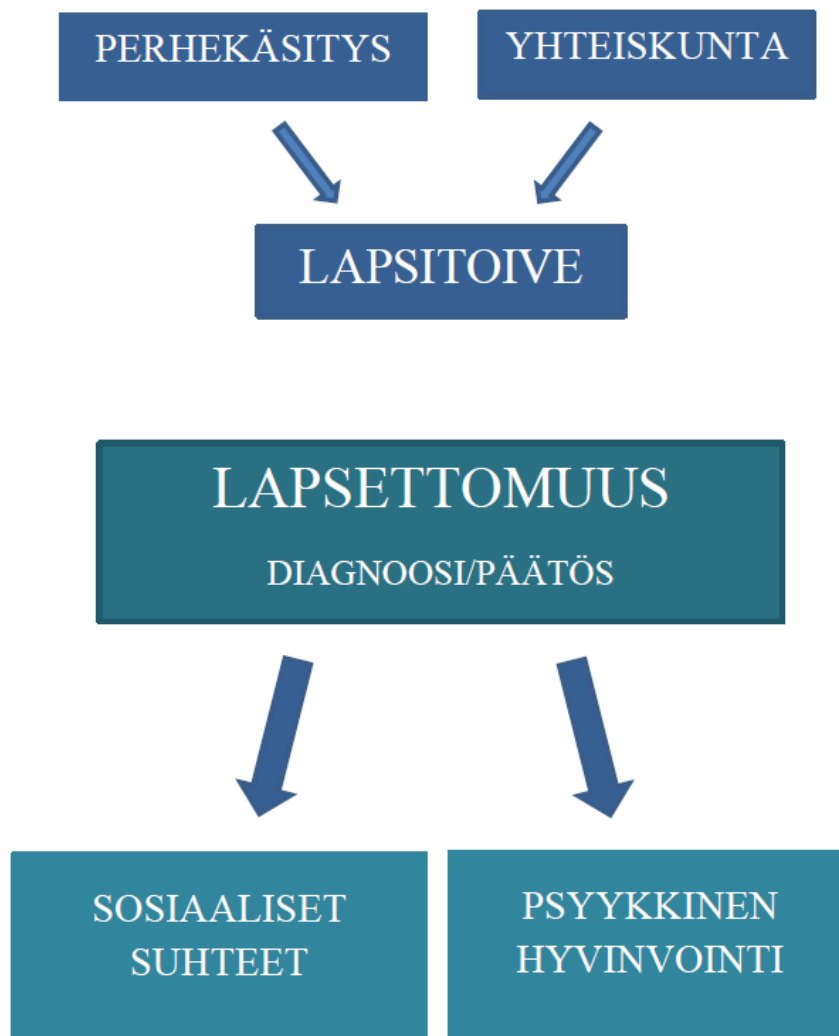 PERHEKÄSITYS
YHTEISKUNTA
LAPSITOIVE
LAPSETTOMUUS
DIAGNOOSI/PÄÄTÖS
SOSIAALISET
SUHTEET
PSYYKKINEN
HYVINVOINTI